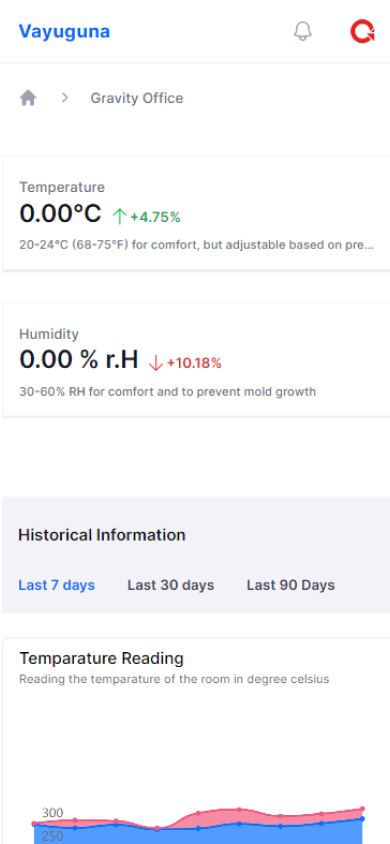 Vayuguna
Gravity Office
Temperature
0.00°C ↑ +4.75%
20-24°C (68-75°F) for comfort, but adjustable based on pre...
Humidity
0.00 % r.H ↓ +10.18%
30-60% RH for comfort and to prevent mold growth
Historical Information
Last 7 days Last 30 days Last 90 Days
Temparature Reading
Reading the temparature of the room in degree celsius
300
250